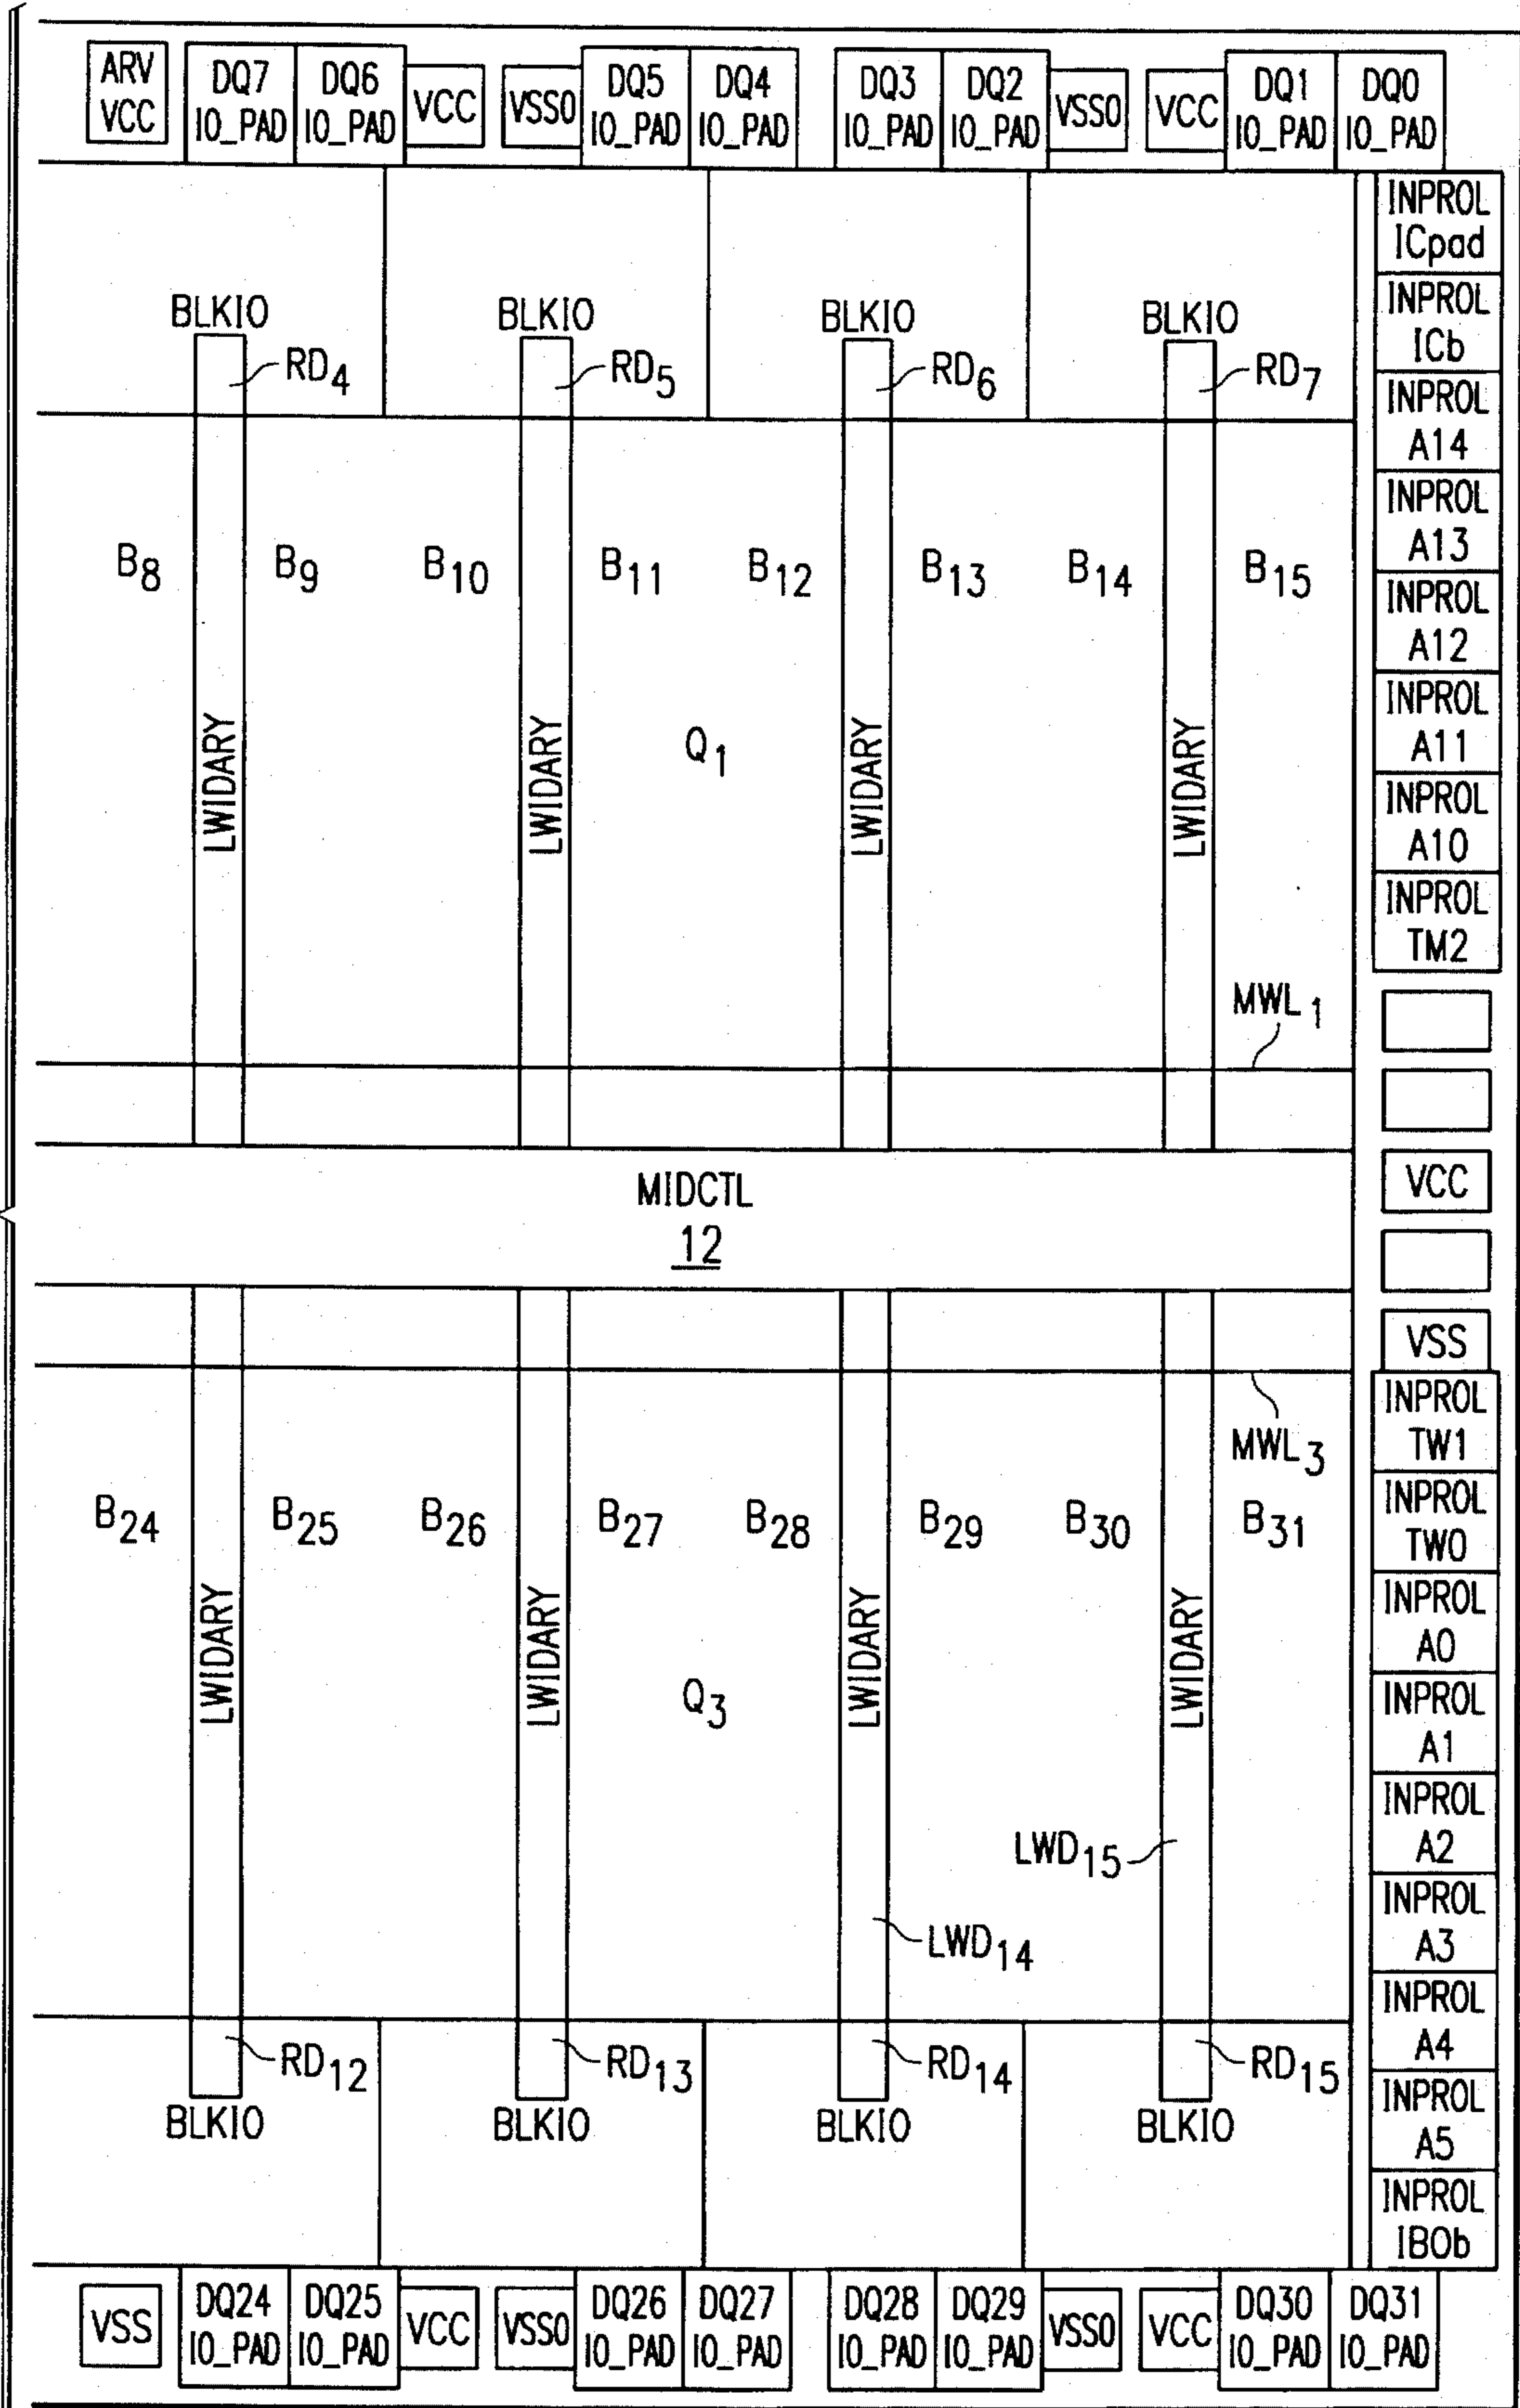 ARV
VCC
DQ7
IO_PAD
DQ6
IO_PAD
VCC
VSSO
DQ5
IO_PAD
DQ4
IO_PAD
DQ3
IO_PAD
DQ2
IO_PAD
VSSO
VCC
DQ1
IO_PAD
DQ0
IO_PAD
INPROL
ICpad
INPROL
ICb
INPROL
A14
INPROL
A13
INPROL
A12
INPROL
A11
INPROL
A10
INPROL
TM2
VCC
VSS
INPROL
TW1
INPROL
TW0
INPROL
A0
INPROL
A1
INPROL
A2
INPROL
A3
INPROL
A4
INPROL
A5
INPROL
IBOb
BLKIO
BLKIO
BLKIO
BLKIO
RD4
RD5
RD6
RD7
B8
B9
B10
B11
B12
B13
B14
B15
LWIDARY
LWIDARY
Q1
LWIDARY
LWIDARY
MWL1
MIDCTL
12
MWL3
B24
B25
B26
B27
B28
B29
B30
B31
LWIDARY
LWIDARY
Q3
LWIDARY
LWIDARY
LWD15
LWD14
RD12
RD13
RD14
RD15
BLKIO
BLKIO
BLKIO
BLKIO
VSS
DQ24
IO_PAD
DQ25
IO_PAD
VCC
VSSO
DQ26
IO_PAD
DQ27
IO_PAD
DQ28
IO_PAD
DQ29
IO_PAD
VSSO
VCC
DQ30
IO_PAD
DQ31
IO_PAD